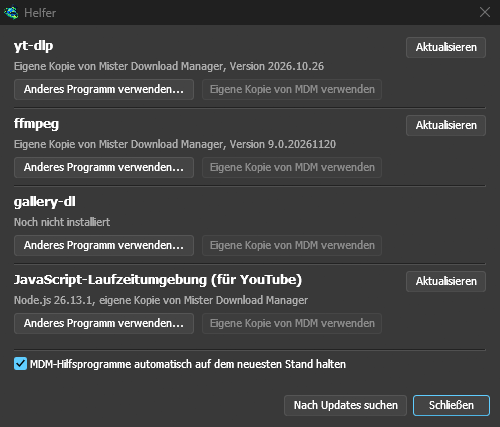 Helfer
yt-dlp
Aktualisieren
Eigene Kopie von Mister Download Manager, Version 2026.10.26
Anderes Programm verwenden... Eigene Kopie von MDM verwenden
ffmpeg
Aktualisieren
Eigene Kopie von Mister Download Manager, Version 9.0.20261120
Anderes Programm verwenden... Eigene Kopie von MDM verwenden
gallery-dl
Noch nicht installiert
Anderes Programm verwenden... Eigene Kopie von MDM verwenden
JavaScript-Laufzeitumgebung (für YouTube)
Aktualisieren
Node.js 26.13.1, eigene Kopie von Mister Download Manager
Anderes Programm verwenden... Eigene Kopie von MDM verwenden
MDM-Hilfsprogramme automatisch auf dem neuesten Stand halten
Nach Updates suchen Schließen